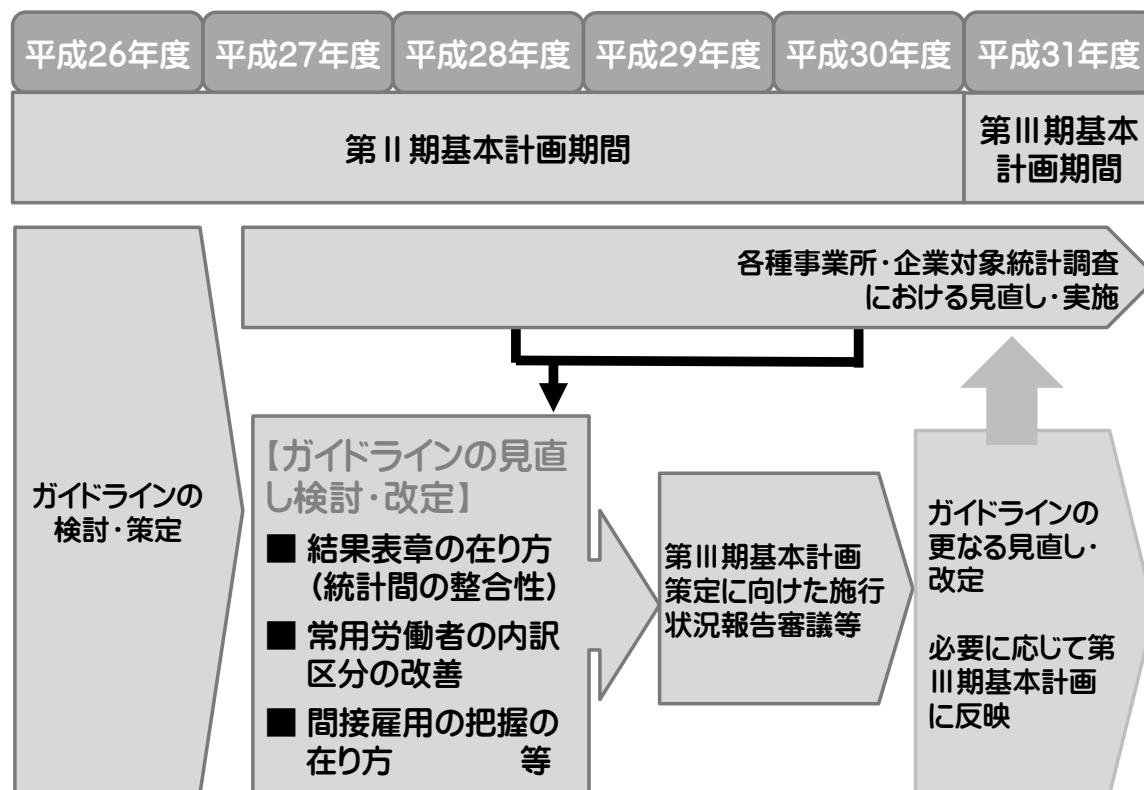 平成26年度
平成27年度
平成28年度
平成29年度
平成30年度
平成31年度
第Ⅱ期基本計画期間
第Ⅲ期基本
計画期間
各種事業所・企業対象統計調査
における見直し・実施
ガイドラインの
検討・策定
【ガイドラインの見直
し検討・改定】
■ 結果表章の在り方
（統計間の整合性）
■ 常用労働者の内訳
区分の改善
■ 間接雇用の把握の
在り方 等
第Ⅲ期基本計画
策定に向けた施行
状況報告審議等
ガイドラインの
更なる見直し・
改定
必要に応じて第
Ⅲ期基本計画
に反映